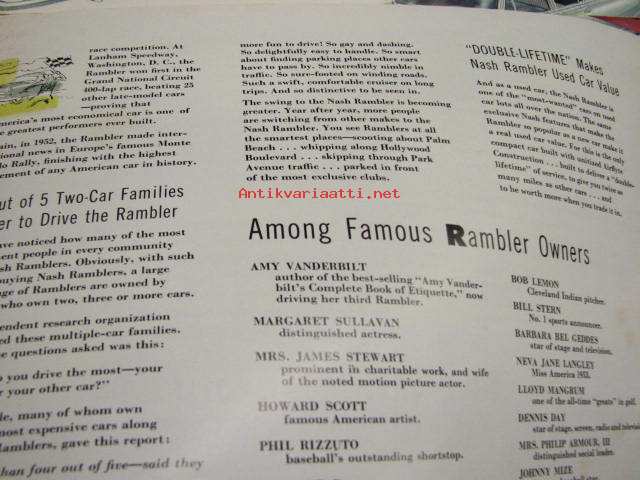 race competition. At
Lanham Speedway,
Washington, D. C., the
Rambler won first in the
Grand National Circuit
400-lap race, beating 25
other late-model cars
—proving that
merica's most economical car is one of
e greatest performers ever built.
ain, in 1952, the Rambler made inter-
tional news in Europe's famous Monte
lo Rally, finishing with the highest
ement of any American car in history.
ut of 5 Two-Car Families
er to Drive the Rambler
ve noticed how many of the most
ent people in every community
sh Ramblers. Obviously, with such
buying Nash Ramblers, a large
ge of Ramblers are owned by
who own two, three or more cars.
pendent research organization
ed these multiple-car families.
e questions asked was this:
o you drive the most—your
r your other car?"
le, many of whom own
most expensive cars along
amblers, gave this report:
han four out of five—said they
more fun to drive! So gay and dashing.
So delightfully easy to handle. So smart
about finding parking places other cars
have to pass by. So incredibly nimble in
traffic. So sure-footed on winding roads.
Such a swift, comfortable cruiser on long
trips. And so distinctive to be seen in.
The swing to the Nash Rambler is becoming
greater. Year after year, more people
are switching from other makes to the
Nash Rambler. You see Ramblers at all
the smartest places—scooting about Palm
Beach . . . whipping along Hollywood
Boulevard . . . skipping through Park
Avenue traffic . . . parked in front
of the most exclusive clubs.
Antikvariaatti.net
"DOUBLE-LIFETIME" Makes
Nash Rambler Used Car Value
And as a used car, the Nash Rambler is
one of the "most-wanted" cars on used
car lots all over the nation. The same
exclusive Nash features that make the
Rambler so popular as a new car make it
a real used car value. For this is the only
compact car built with unitized Airflyte
Construction . . . built to deliver a "double-
lifetime" of service, to give you twice as
many miles as other cars . . . and
to be worth more when you trade it in.
Among Famous Rambler Owners
AMY VANDERBILT
author of the best-selling "Amy Vander-
bilt's Complete Book of Etiquette," now
driving her third Rambler.
MARGARET SULLAVAN
distinguished actress.
MRS. JAMES STEWART
prominent in charitable work, and wife
of the noted motion picture actor.
HOWARD SCOTT
famous American artist.
PHIL RIZZUTO
baseball's outstanding shortstop.
BOB LEMON
Cleveland Indian pitcher.
BILL STERN
No. 1 sports announcer.
BARBARA BEL GEDDES
star of stage and television.
NEVA JANE LANGLEY
Miss America 1953.
LLOYD MANGRUM
one of the all-time "greats" in golf.
DENNIS DAY
star of stage, screen, radio and televisi
MRS. PHILIP ARMOUR, III
distinguished social leader.
JOHNNY MIZE